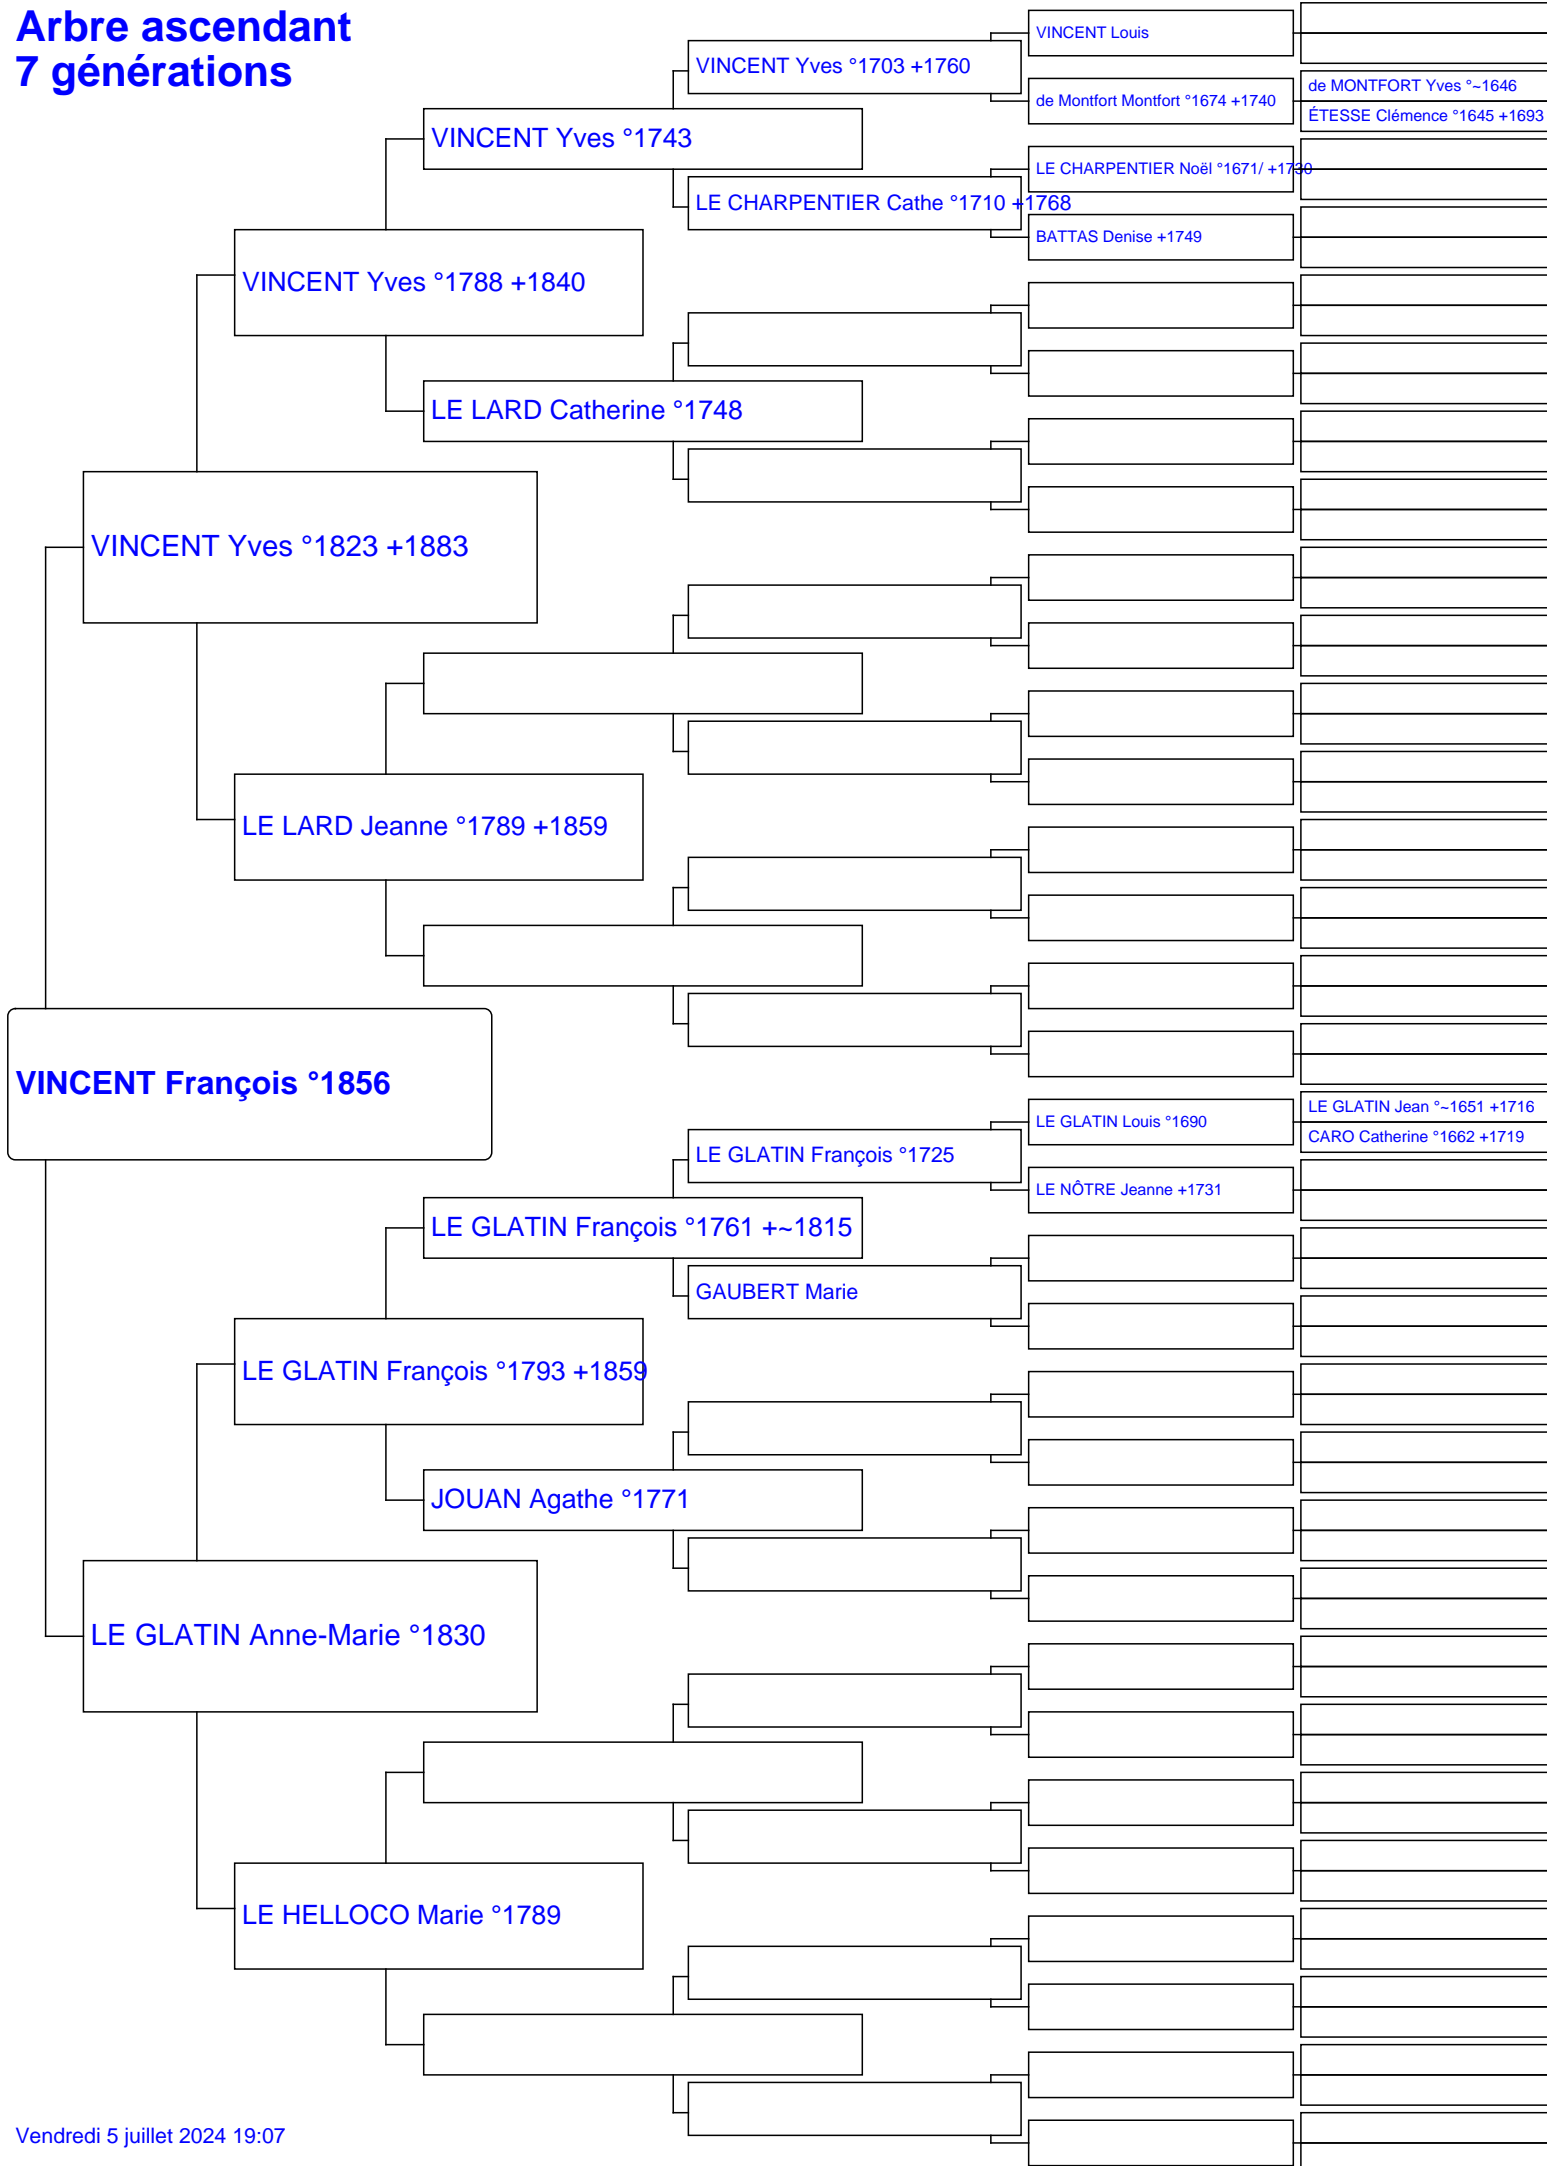 Arbre ascendant
7 générations
VINCENT Louis
VINCENT Yves °1703 +1760
de MONTFORT Yves °~1646
de Montfort Montfort °1674 +1740
ÉTESSE Clémence °1645 +1693
VINCENT Yves °1743
LE CHARPENTIER Noël °1671/ +1730
LE CHARPENTIER Cathe °1710 +1768
BATTAS Denise +1749
VINCENT Yves °1788 +1840
LE LARD Catherine °1748
VINCENT Yves °1823 +1883
LE LARD Jeanne °1789 +1859
VINCENT François °1856
LE GLATIN Jean °~1651 +1716
LE GLATIN Louis °1690
CARO Catherine °1662 +1719
LE GLATIN François °1725
LE NÔTRE Jeanne +1731
LE GLATIN François °1761 +~1815
GAUBERT Marie
LE GLATIN François °1793 +1859
JOUAN Agathe °1771
LE GLATIN Anne-Marie °1830
LE HELLOCO Marie °1789
Vendredi 5 juillet 2024 19:07